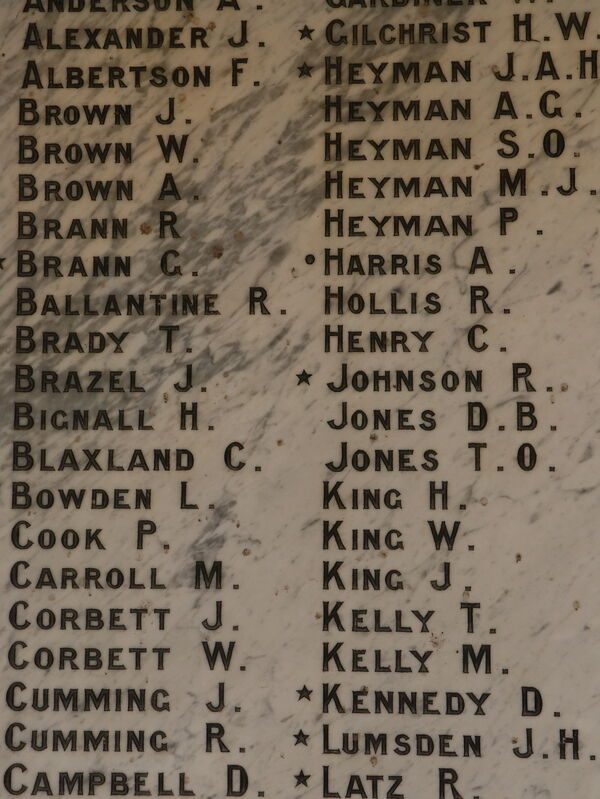 ANDERSON A.
ALEXANDER J.
ALBERTSON F.
BROWN J.
BROWN W.
BROWN A.
BRANN R
★ BRANN G.
BALLANTINE R.
BRADY T.
BRAZEL J.
BIGNALL H.
BLAXLAND C.
BOWDEN L.
COOK P.
CARROLL M.
CORBETT J.
CORBETT W.
CUMMING J.
CUMMING R.
CAMPBELL D.
GARDINER W.
★ GILCHRIST H.W.
★ HEYMAN J.A.H
HEYMAN A.G.
HEYMAN S.O.
HEYMAN M.J.
HEYMAN P.
• HARRIS A.
HOLLIS R.
HENRY C.
★ JOHNSON R.
JONES D.B.
JONES T.O.
KING H.
KING W.
KING J.
KELLY T.
KELLY M.
★ KENNEDY D.
★ LUMSDEN J.H.
★ LATZ R.